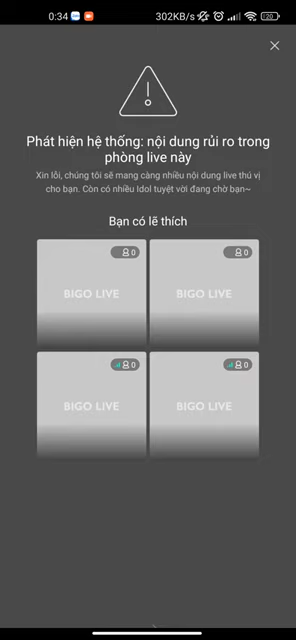 0:34
302KB/s
120
Phát hiện hệ thống: nội dung rủi ro trong
phòng live này
Xin lỗi, chúng tôi sẽ mang càng nhiều nội dung live thú vị
cho bạn. Còn có nhiều Idol tuyệt vời đang chờ bạn~
Bạn có lẽ thích
0
0
BIGO LIVE
BIGO LIVE
0
0
BIGO LIVE
BIGO LIVE